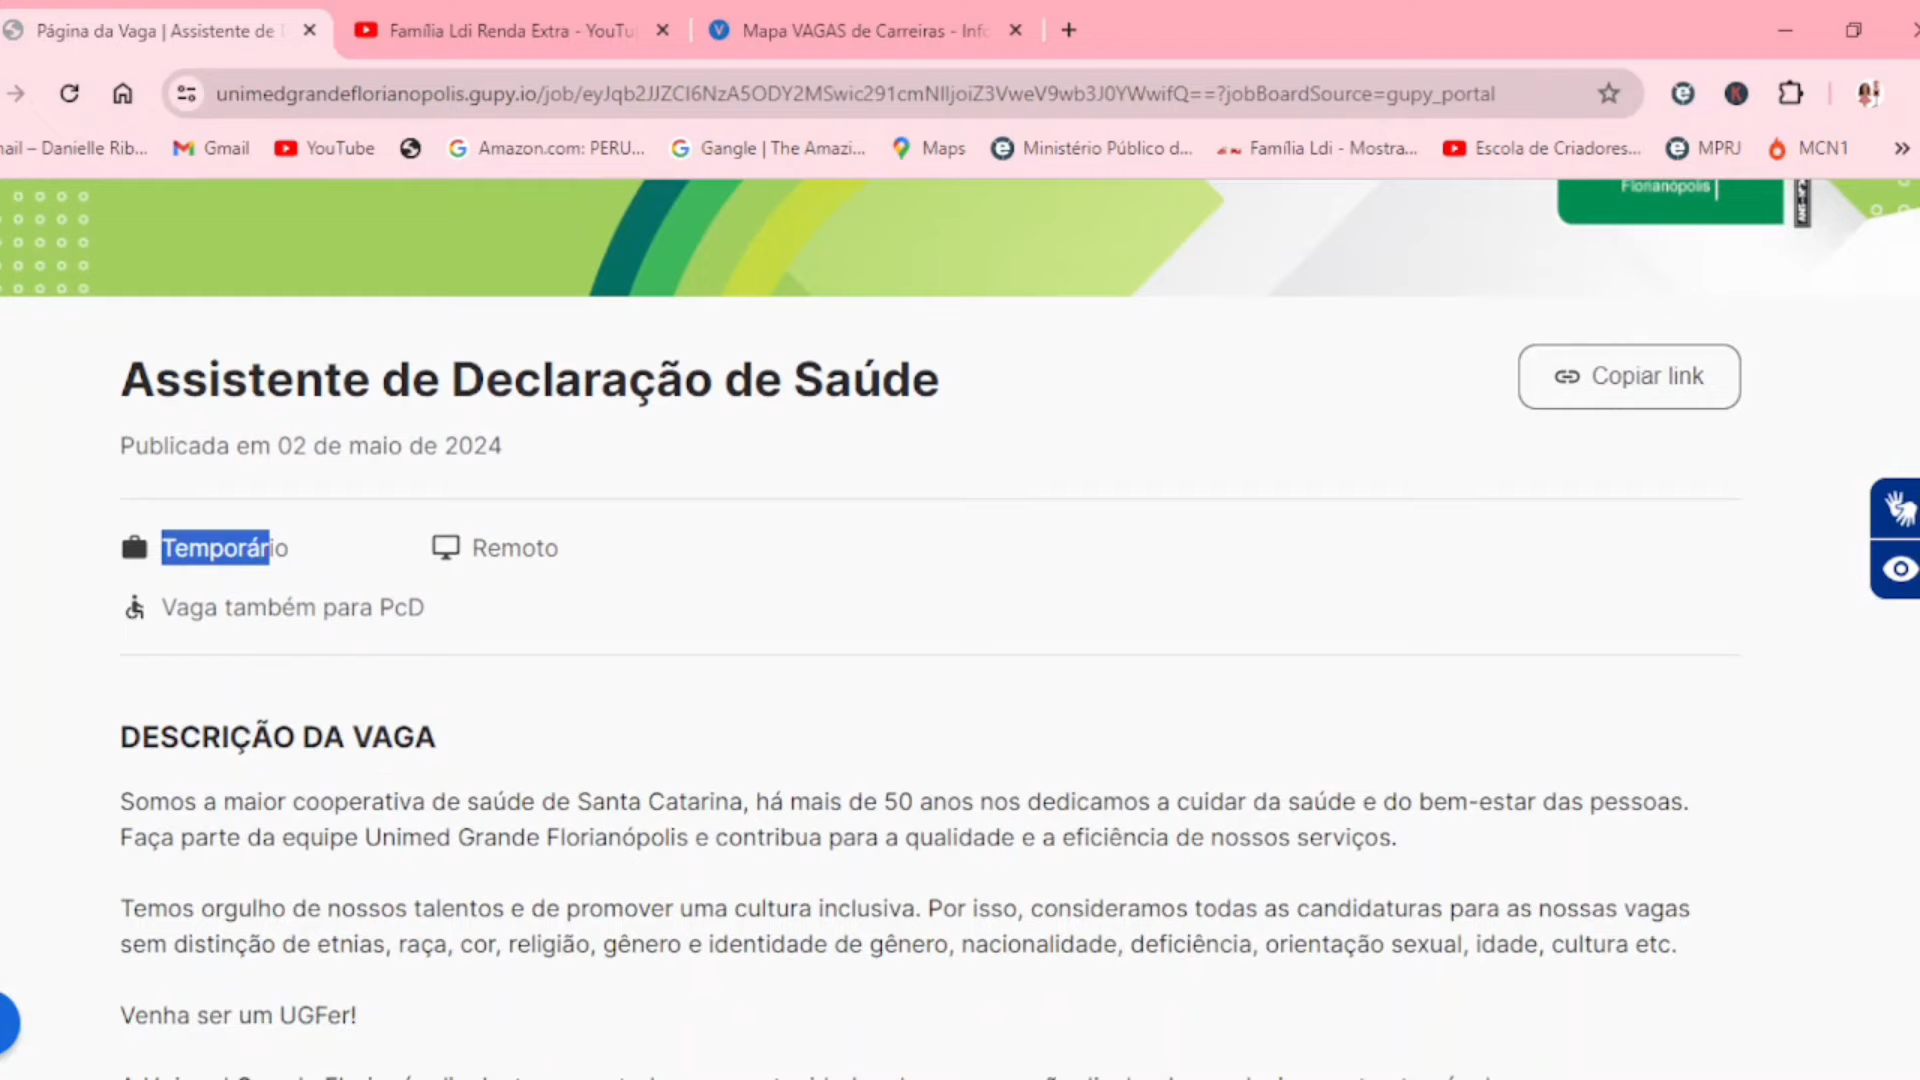 Página da Vaga | Assistente de
Família Ldi Renda Extra - YouTu
Mapa VAGAS de Carreiras - Info
unimedgrandeflorianopolis.gupy.io/job/eyJqb2JJZCI6NzA5ODY2MSwic291cmNlIjoiZ3VweV9wb3J0YWwifQ==?jobBoardSource=gupy_portal
nail – Danielle Rib...
Gmail
YouTube
Amazon.com: PERU...
Gangle | The Amazi...
Maps
Ministério Público d...
Família Ldi - Mostra...
Escola de Criadores...
MPRJ
MCN1
Florianópolis
Assistente de Declaração de Saúde
Copiar link
Publicada em 02 de maio de 2024
Temporário
Remoto
Vaga também para PcD
DESCRIÇÃO DA VAGA
Somos a maior cooperativa de saúde de Santa Catarina, há mais de 50 anos nos dedicamos a cuidar da saúde e do bem-estar das pessoas.
Faça parte da equipe Unimed Grande Florianópolis e contribua para a qualidade e a eficiência de nossos serviços.
Temos orgulho de nossos talentos e de promover uma cultura inclusiva. Por isso, consideramos todas as candidaturas para as nossas vagas
sem distinção de etnias, raça, cor, religião, gênero e identidade de gênero, nacionalidade, deficiência, orientação sexual, idade, cultura etc.
Venha ser um UGFer!